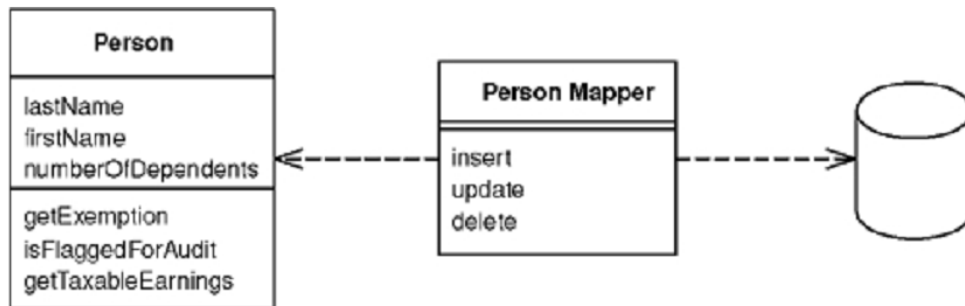 Person
lastName
firstName
numberOfDependents
getExemption
isFlaggedForAudit
getTaxableEarnings
Person Mapper
insert
update
delete